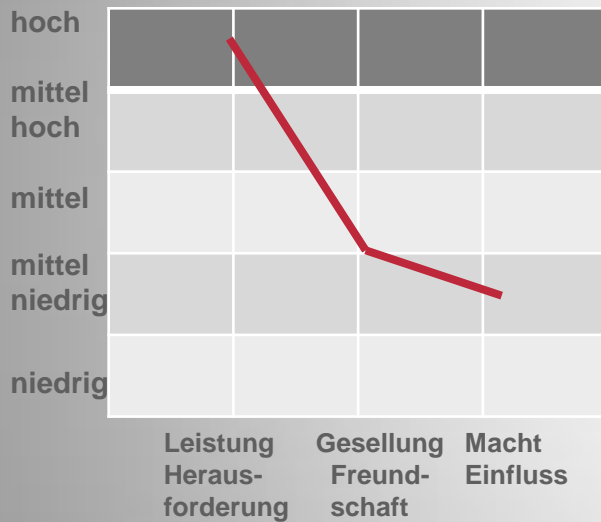 hoch
mittel
hoch
mittel
mittel
niedrig
niedrig
Leistung Gesellung Macht
Heraus- Freund- Einfluss
forderung schaft